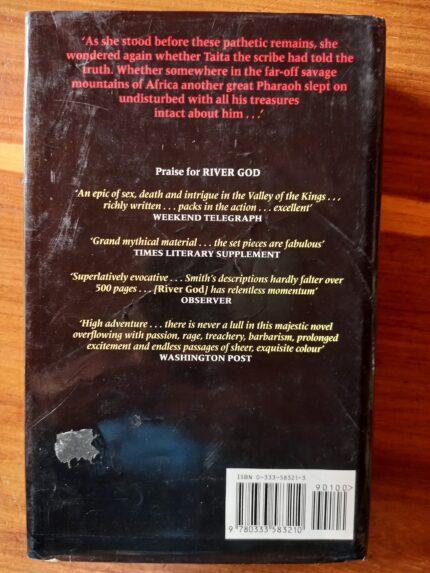 ‘As she stood before these pathetic remains, she
wondered again whether Taita the scribe had told the
truth. Whether somewhere in the far-off savage
mountains of Africa another great Pharaoh slept on
undisturbed with all his treasures
intact about him . . .’
Praise for RIVER GOD
‘An epic of sex, death and intrigue in the Valley of the Kings . . .
richly written . . . packs in the action . . . excellent’
WEEKEND TELEGRAPH
‘Grand mythical material . . . the set pieces are fabulous’
TIMES LITERARY SUPPLEMENT
‘Superlatively evocative . . . Smith’s descriptions hardly falter over
500 pages . . . [River God] has relentless momentum’
OBSERVER
‘High adventure . . . there is never a lull in this majestic novel
overflowing with passion, rage, treachery, barbarism, prolonged
excitement and endless passages of sheer, exquisite colour’
WASHINGTON POST
ISBN 0-333-58321-3
90100>
9 780333 583210